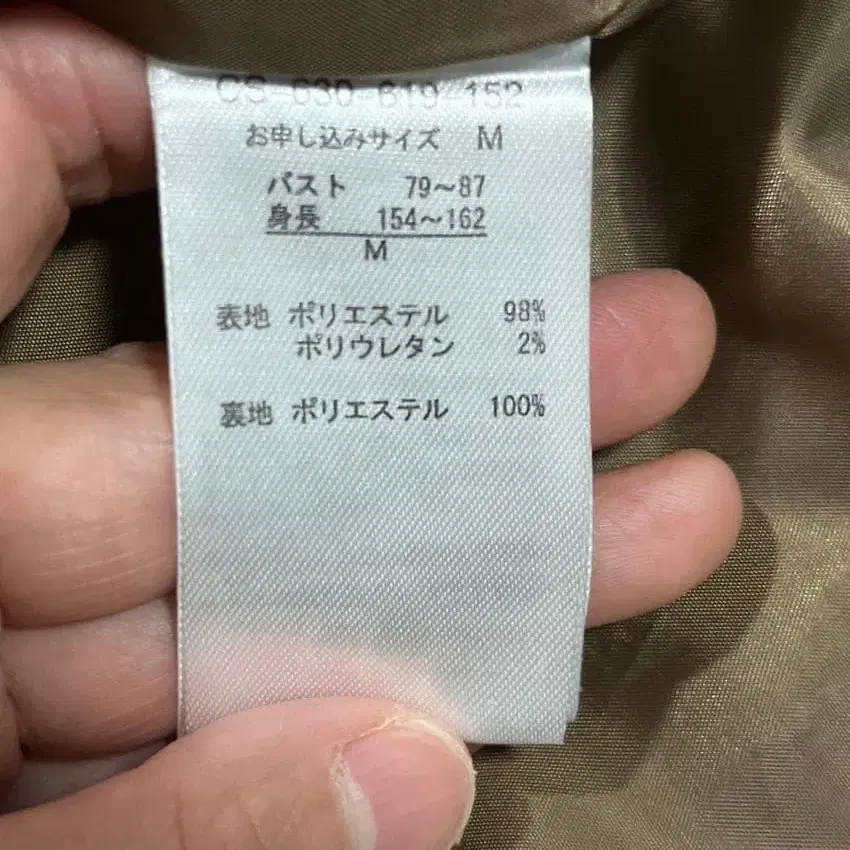 CS-630-619-152
お申し込みサイズ M
バスト 79〜87
身長 154〜162
M
表地 ポリエステル 98%
ポリウレタン 2%
裏地 ポリエステル 100%